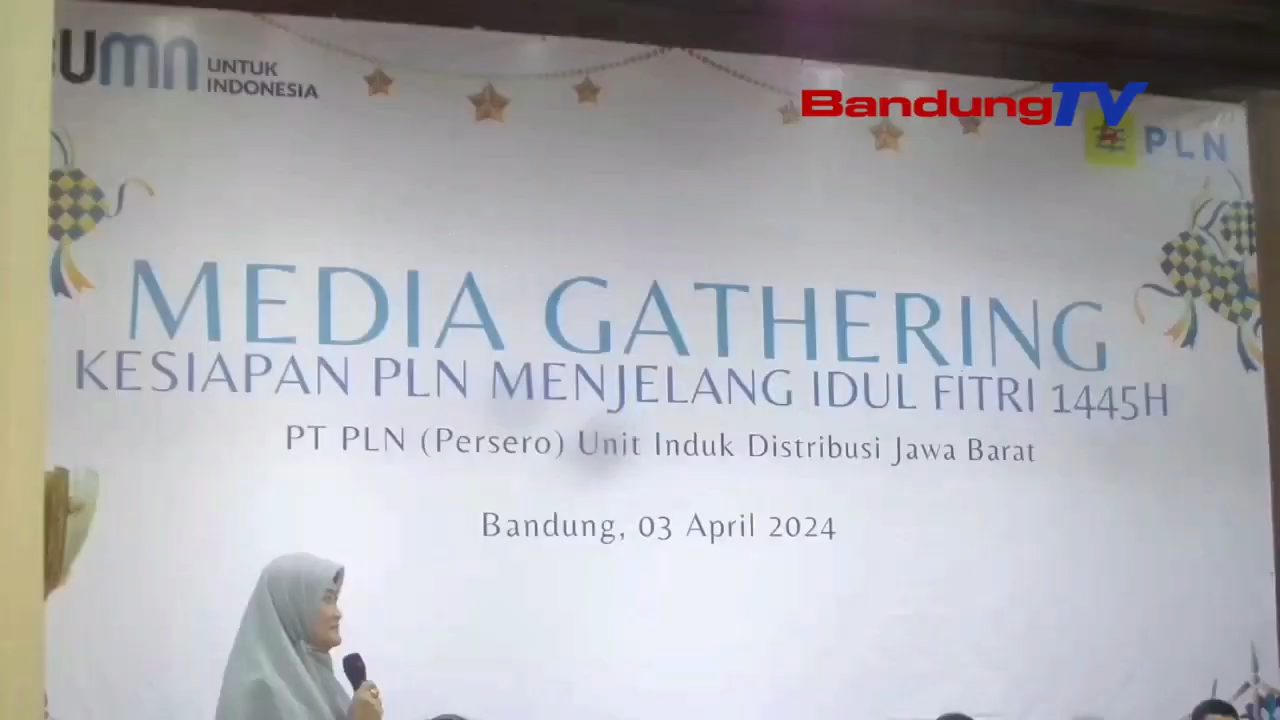 BUMN UNTUK
INDONESIA
BandungTV
PLN
MEDIA GATHERING
KESIAPAN PLN MENJELANG IDUL FITRI 1445H
PT PLN (Persero) Unit Induk Distribusi Jawa Barat
Bandung, 03 April 2024